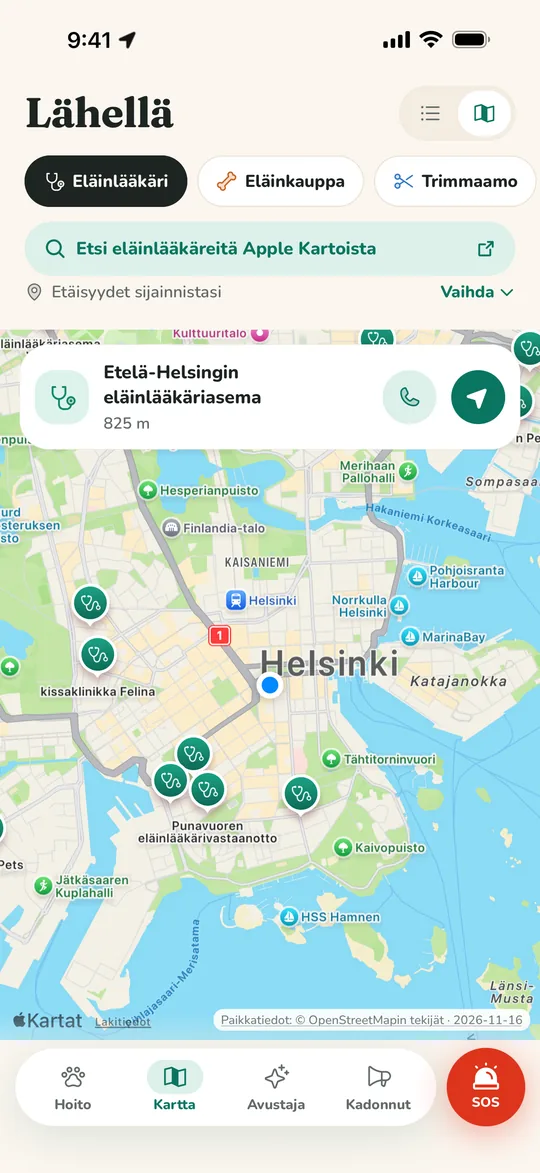 9:41
Lähellä
Eläinlääkäri
Eläinkauppa
Trimmaamo
Etsi eläinlääkäreitä Apple Kartoista
Etäisyydet sijainnistasi
Vaihda
Kulttuuritalo
Etelä-Helsingin
eläinlääkäriasema
825 m
Merihaan
Pallohalli
Hesperianpuisto
Hakaniemi Korkeasaari
Finlandia-talo
KAISANIEMI
Pohjoisranta
Harbour
Helsinki
Norrkulla
Helsinki
1
MarinaBay
Helsinki
Katajanokka
kissaklinikka Felina
Tähtitorninvuori
Punavuoren
eläinlääkärivastaanotto
Kaivopuisto
Pets
Jätkäsaaren
Kuplahalli
HSS Hamnen
Länsi-
Musta
Kartat
Lakitiedot
Paikkatiedot: © OpenStreetMapin tekijät · 2026-11-16
Hoito
Kartta
Avustaja
Kadonnut
SOS